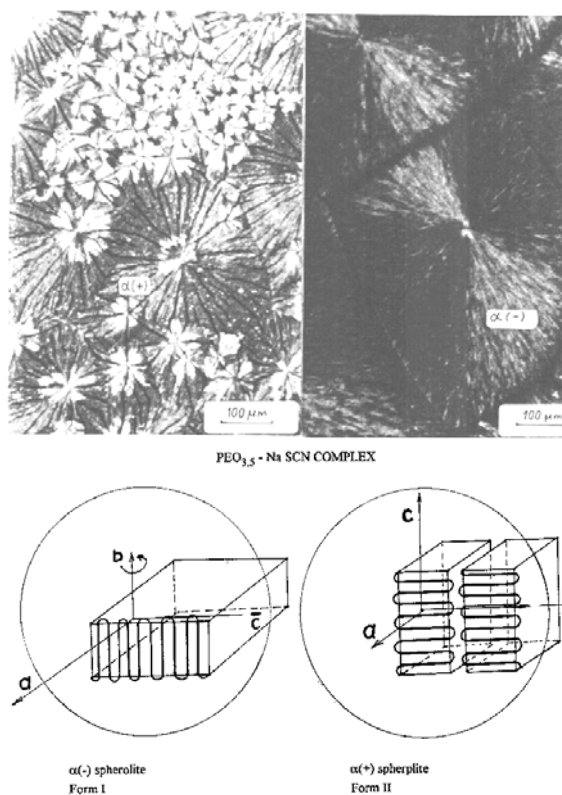 α(+)
100 μm
α(-)
100 μm
PEO3,5 - Na SCN COMPLEX
b
c
a
c
a
α(-) spherolite
Form I
α(+) spherplite
Form II